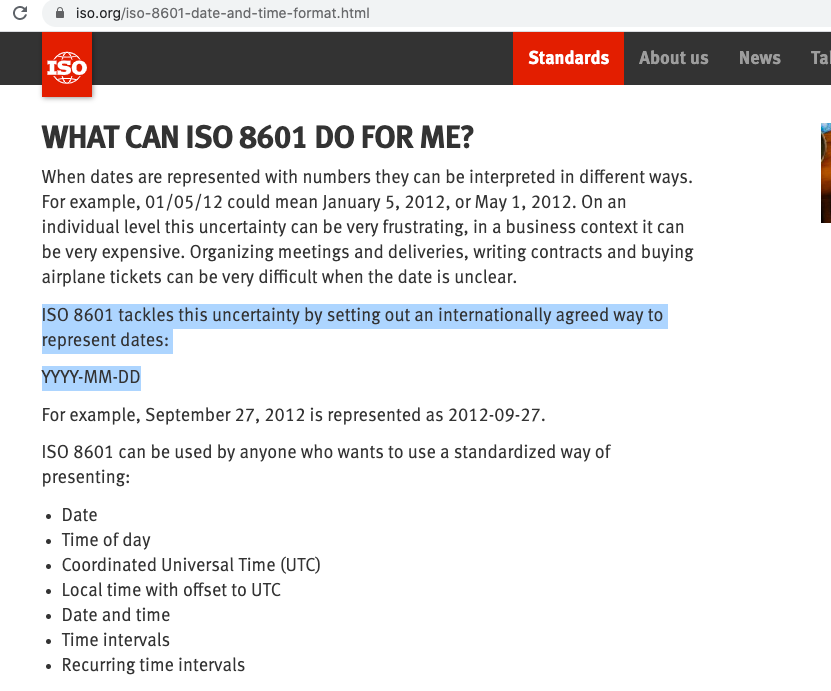 iso.org/iso-8601-date-and-time-format.html
ISO
Standards
About us
News
WHAT CAN ISO 8601 DO FOR ME?
When dates are represented with numbers they can be interpreted in different ways.
For example, 01/05/12 could mean January 5, 2012, or May 1, 2012. On an
individual level this uncertainty can be very frustrating, in a business context it can
be very expensive. Organizing meetings and deliveries, writing contracts and buying
airplane tickets can be very difficult when the date is unclear.
ISO 8601 tackles this uncertainty by setting out an internationally agreed way to
represent dates:
YYYY-MM-DD
For example, September 27, 2012 is represented as 2012-09-27.
ISO 8601 can be used by anyone who wants to use a standardized way of
presenting:
• Date
• Time of day
• Coordinated Universal Time (UTC)
• Local time with offset to UTC
• Date and time
• Time intervals
• Recurring time intervals